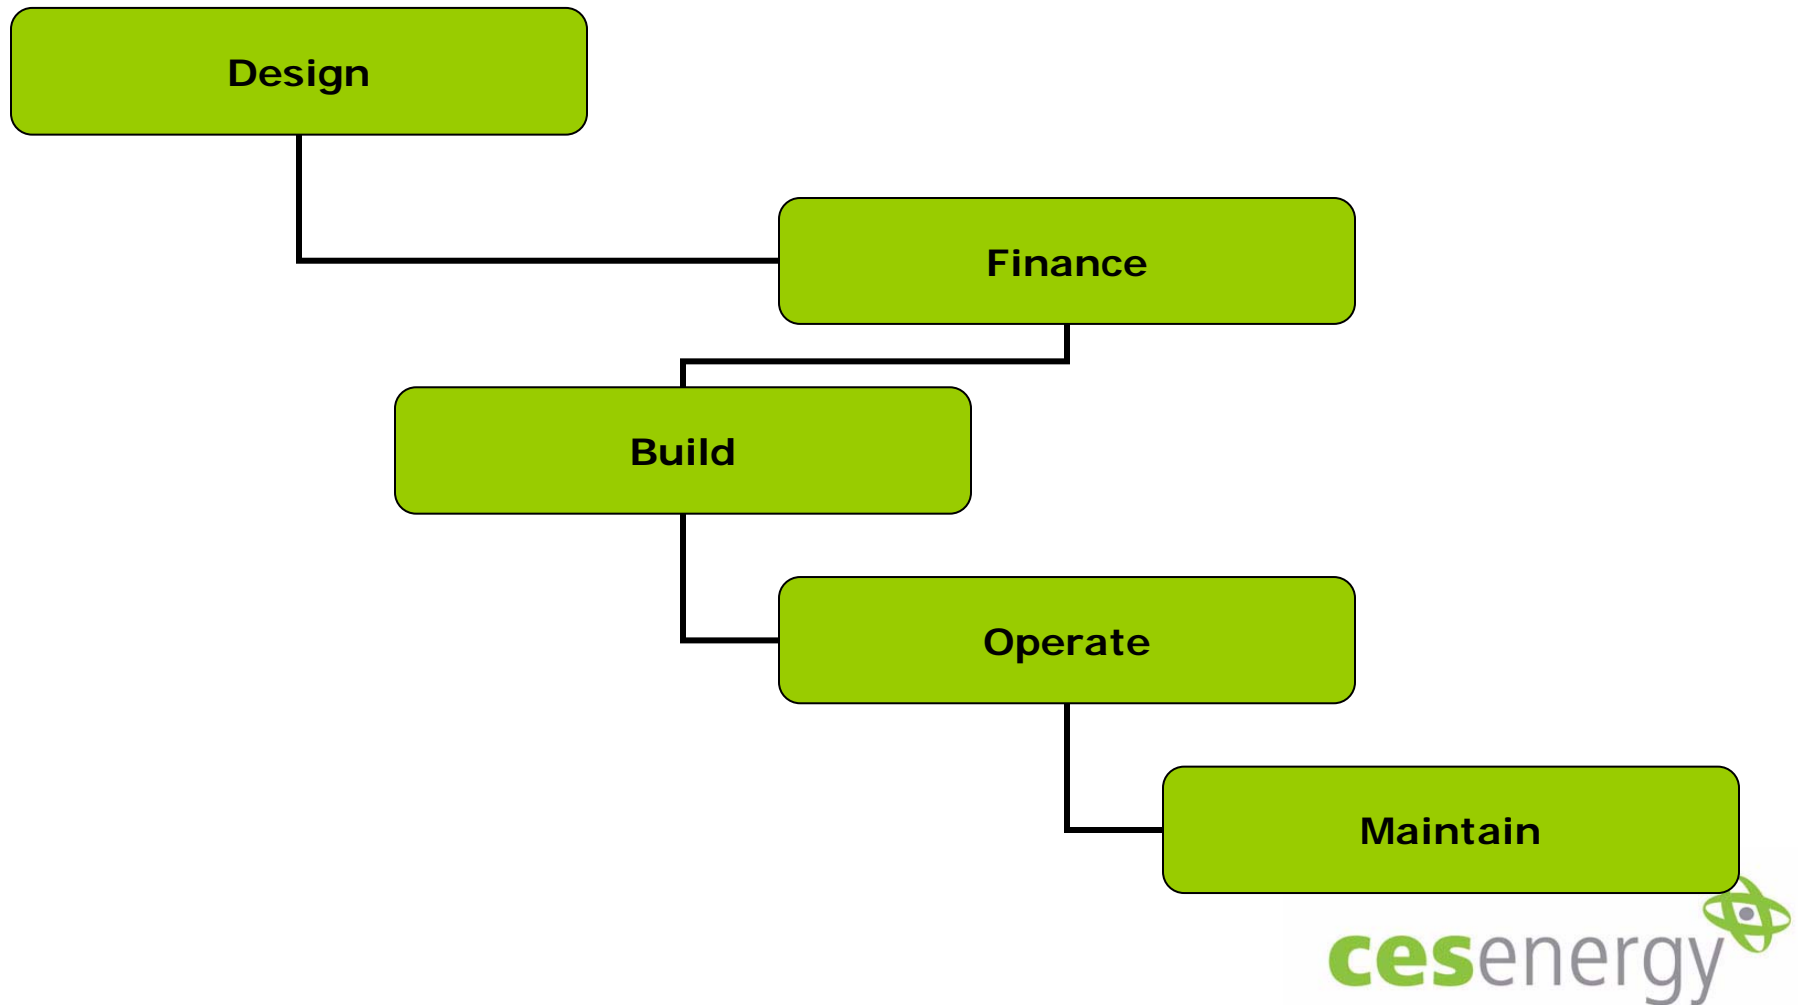 Design
Finance
Build
Operate
Maintain
cesenergy